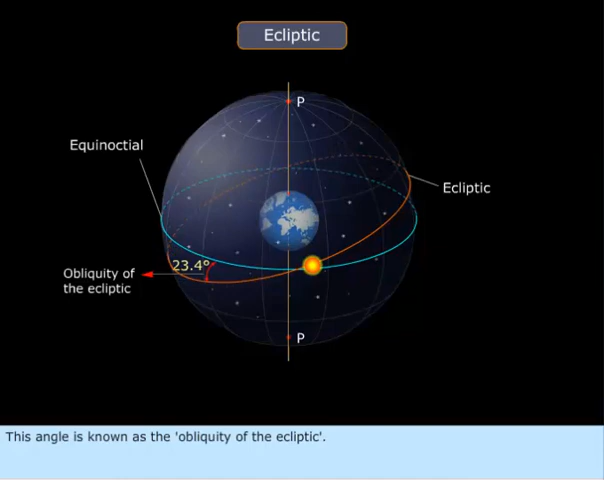 Ecliptic
P
Equinoctial
Ecliptic
23.4°
Obliquity of
the ecliptic
P
This angle is known as the 'obliquity of the ecliptic'.